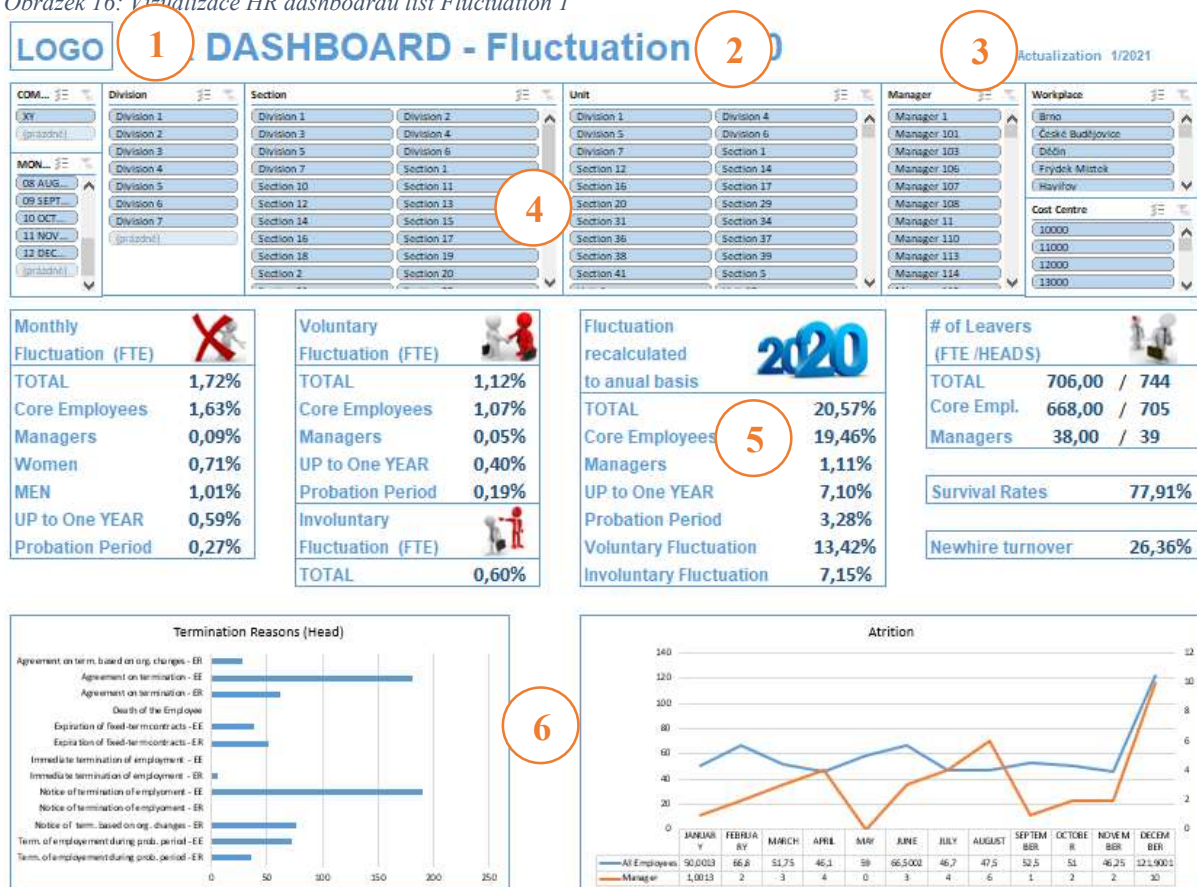 Obrázek 16: Vizualizace HR dashboardu list Fluctuation 1
LOGO
1
DASHBOARD - Fluctuation
2
0
3
Actualization 1/2021
COM...
XY
(prázdné)
MON...
08 AUG...
09 SEPT...
10 OCT...
11 NOV...
12 DEC...
(prázdné)
Division
Division 1
Division 2
Division 3
Division 4
Division 5
Division 6
Division 7
(prázdné)
Section
Division 1 Division 2
Division 3 Division 4
Division 5 Division 6
Division 7 Section 1
Section 10 Section 11
Section 12 Section 13
Section 14 Section 15
Section 16 Section 17
Section 18 Section 19
Section 2 Section 20
4
Unit
Division 1 Division 4
Division 5 Division 6
Division 7 Section 1
Section 12 Section 14
Section 16 Section 17
Section 20 Section 29
Section 31 Section 34
Section 36 Section 37
Section 38 Section 39
Section 41 Section 5
Manager
Manager 1
Manager 101
Manager 103
Manager 106
Manager 107
Manager 108
Manager 11
Manager 110
Manager 113
Manager 114
Workplace
Brno
České Budějovice
Děčín
Frýdek Místek
Havířov
Cost Centre
10000
11000
12000
13000
Monthly
Fluctuation (FTE)
TOTAL 1,72%
Core Employees 1,63%
Managers 0,09%
Women 0,71%
MEN 1,01%
UP to One YEAR 0,59%
Probation Period 0,27%
Voluntary
Fluctuation (FTE)
TOTAL 1,12%
Core Employees 1,07%
Managers 0,05%
UP to One YEAR 0,40%
Probation Period 0,19%
Involuntary
Fluctuation (FTE)
TOTAL 0,60%
Fluctuation
recalculated
to anual basis
2020
TOTAL 20,57%
Core Employees 19,46%
5
Managers 1,11%
UP to One YEAR 7,10%
Probation Period 3,28%
Voluntary Fluctuation 13,42%
Involuntary Fluctuation 7,15%
# of Leavers
(FTE /HEADS)
TOTAL 706,00 / 744
Core Empl. 668,00 / 705
Managers 38,00 / 39
Survival Rates 77,91%
Newhire turnover 26,36%
Termination Reasons (Head)
Agreement on term. based on org. changes - ER
Agreement on termination - EE
Agreement on termination - ER
Death of the Employee
Expiration of fixed-term contracts - EE
Expiration of fixed-term contracts - ER
Immediate termination of employment - EE
Immediate termination of employment - ER
Notice of termination of emplyoment - EE
Notice of termination of emplyoment - ER
Notice of term. based on org. changes - ER
Term. of employement during prob. period - EE
Term. of employement during prob. period - ER
0 50 100 150 200 250
6
Atrition
140
120
100
80
60
40
20
0
12
10
8
6
4
2
0
JANUARY FEBRUARY MARCH APRIL MAY JUNE JULY AUGUST SEPTEMBER OCTOBER NOVEMBER DECEMBER
All Employees 50,0013 66,8 51,75 46,1 59 66,5002 46,7 47,5 52,5 51 46,25 121,9001
Manager 1,0013 2 3 4 0 3 4 6 1 2 2 10